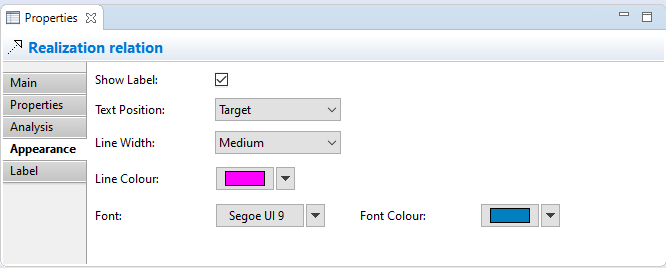 Properties
Realization relation
Main
Properties
Analysis
Appearance
Label
Show Label:
Text Position: Target
Line Width: Medium
Line Colour:
Font: Segoe UI 9 Font Colour: